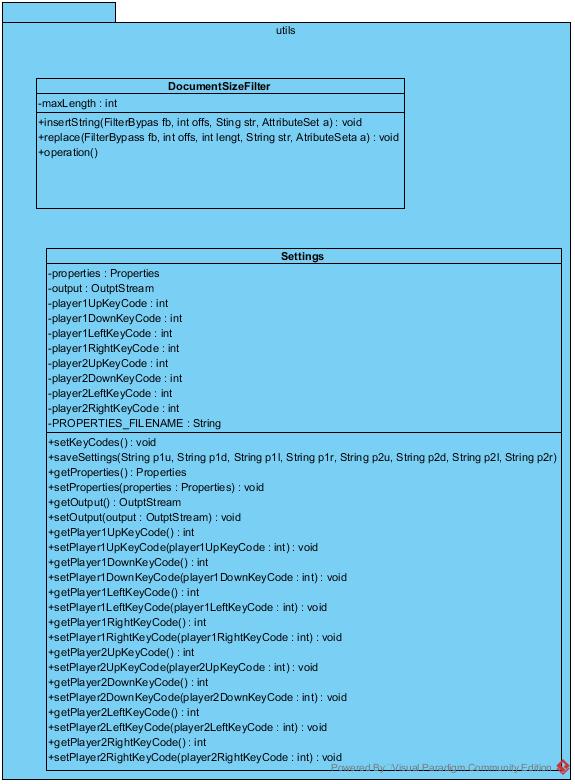 utils
DocumentSizeFilter
-maxLength : int
+insertString(FilterBypas fb, int offs, Sting str, AttributeSet a) : void
+replace(FilterBypass fb, int offs, int lengt, String str, AtributeSeta a) : void
+operation()
Settings
-properties : Properties
-output : OutptStream
-player1UpKeyCode : int
-player1DownKeyCode : int
-player1LeftKeyCode : int
-player1RightKeyCode : int
-player2UpKeyCode : int
-player2DownKeyCode : int
-player2LeftKeyCode : int
-player2RightKeyCode : int
-PROPERTIES_FILENAME : String
+setKeyCodes() : void
+saveSettings(String p1u, String p1d, String p1l, String p1r, String p2u, String p2d, String p2l, String p2r)
+getProperties() : Properties
+setProperties(properties : Properties) : void
+getOutput() : OutptStream
+setOutput(output : OutptStream) : void
+getPlayer1UpKeyCode() : int
+setPlayer1UpKeyCode(player1UpKeyCode : int) : void
+getPlayer1DownKeyCode() : int
+setPlayer1DownKeyCode(player1DownKeyCode : int) : void
+getPlayer1LeftKeyCode() : int
+setPlayer1LeftKeyCode(player1LeftKeyCode : int) : void
+getPlayer1RightKeyCode() : int
+setPlayer1RightKeyCode(player1RightKeyCode : int) : void
+getPlayer2UpKeyCode() : int
+setPlayer2UpKeyCode(player2UpKeyCode : int) : void
+getPlayer2DownKeyCode() : int
+setPlayer2DownKeyCode(player2DownKeyCode : int) : void
+getPlayer2LeftKeyCode() : int
+setPlayer2LeftKeyCode(player2LeftKeyCode : int) : void
+getPlayer2RightKeyCode() : int
+setPlayer2RightKeyCode(player2RightKeyCode : int) : void
Powered By Visual Paradigm Community Edition